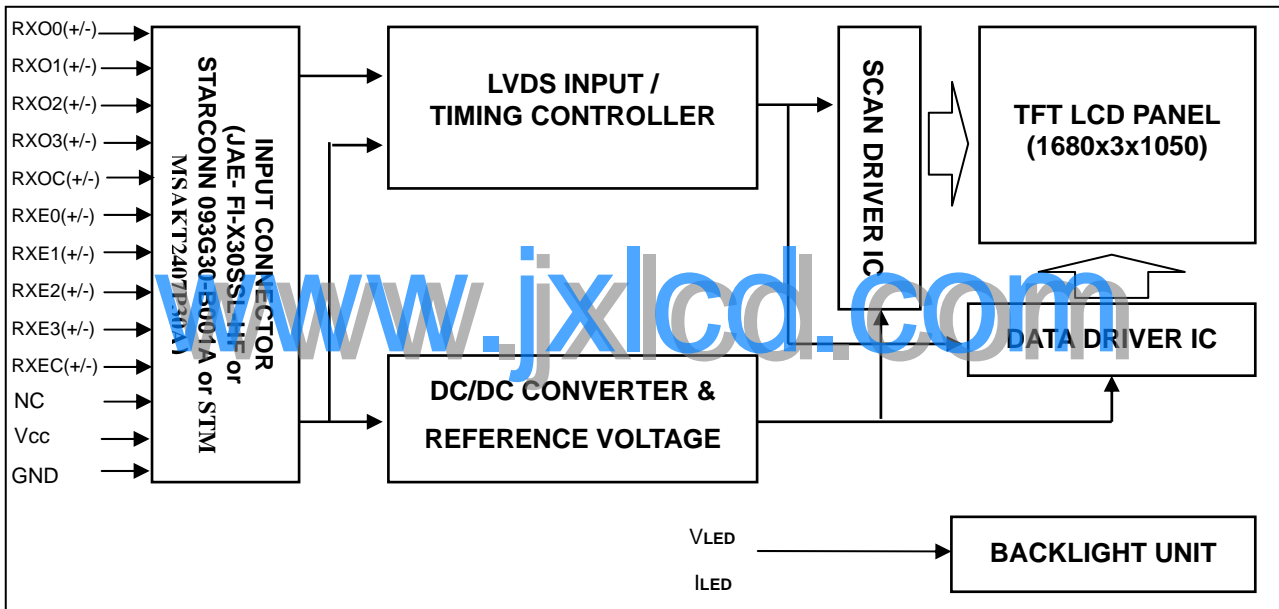 RXO0(+/-)
RXO1(+/-)
RXO2(+/-)
RXO3(+/-)
RXOC(+/-)
RXE0(+/-)
RXE1(+/-)
RXE2(+/-)
RXE3(+/-)
RXEC(+/-)
NC
Vcc
GND
INPUT CONNECTOR
(JAE- FI-X30SSL-HF or
STARCONN 093G30-B001A or STM
MSAKT2407P30A)
LVDS INPUT /
TIMING CONTROLLER
DC/DC CONVERTER &
REFERENCE VOLTAGE
SCAN DRIVER IC
TFT LCD PANEL
(1680x3x1050)
DATA DRIVER IC
VLED
ILED
BACKLIGHT UNIT
www.jxlcd.com